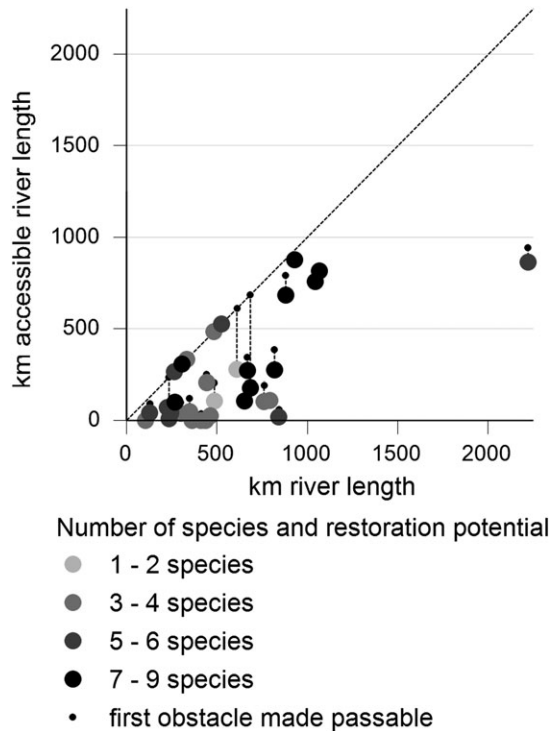 km accessible river length
2000
1500
1000
500
0
0 500 1000 1500 2000
km river length
Number of species and restoration potential
1 - 2 species
3 - 4 species
5 - 6 species
7 - 9 species
first obstacle made passable